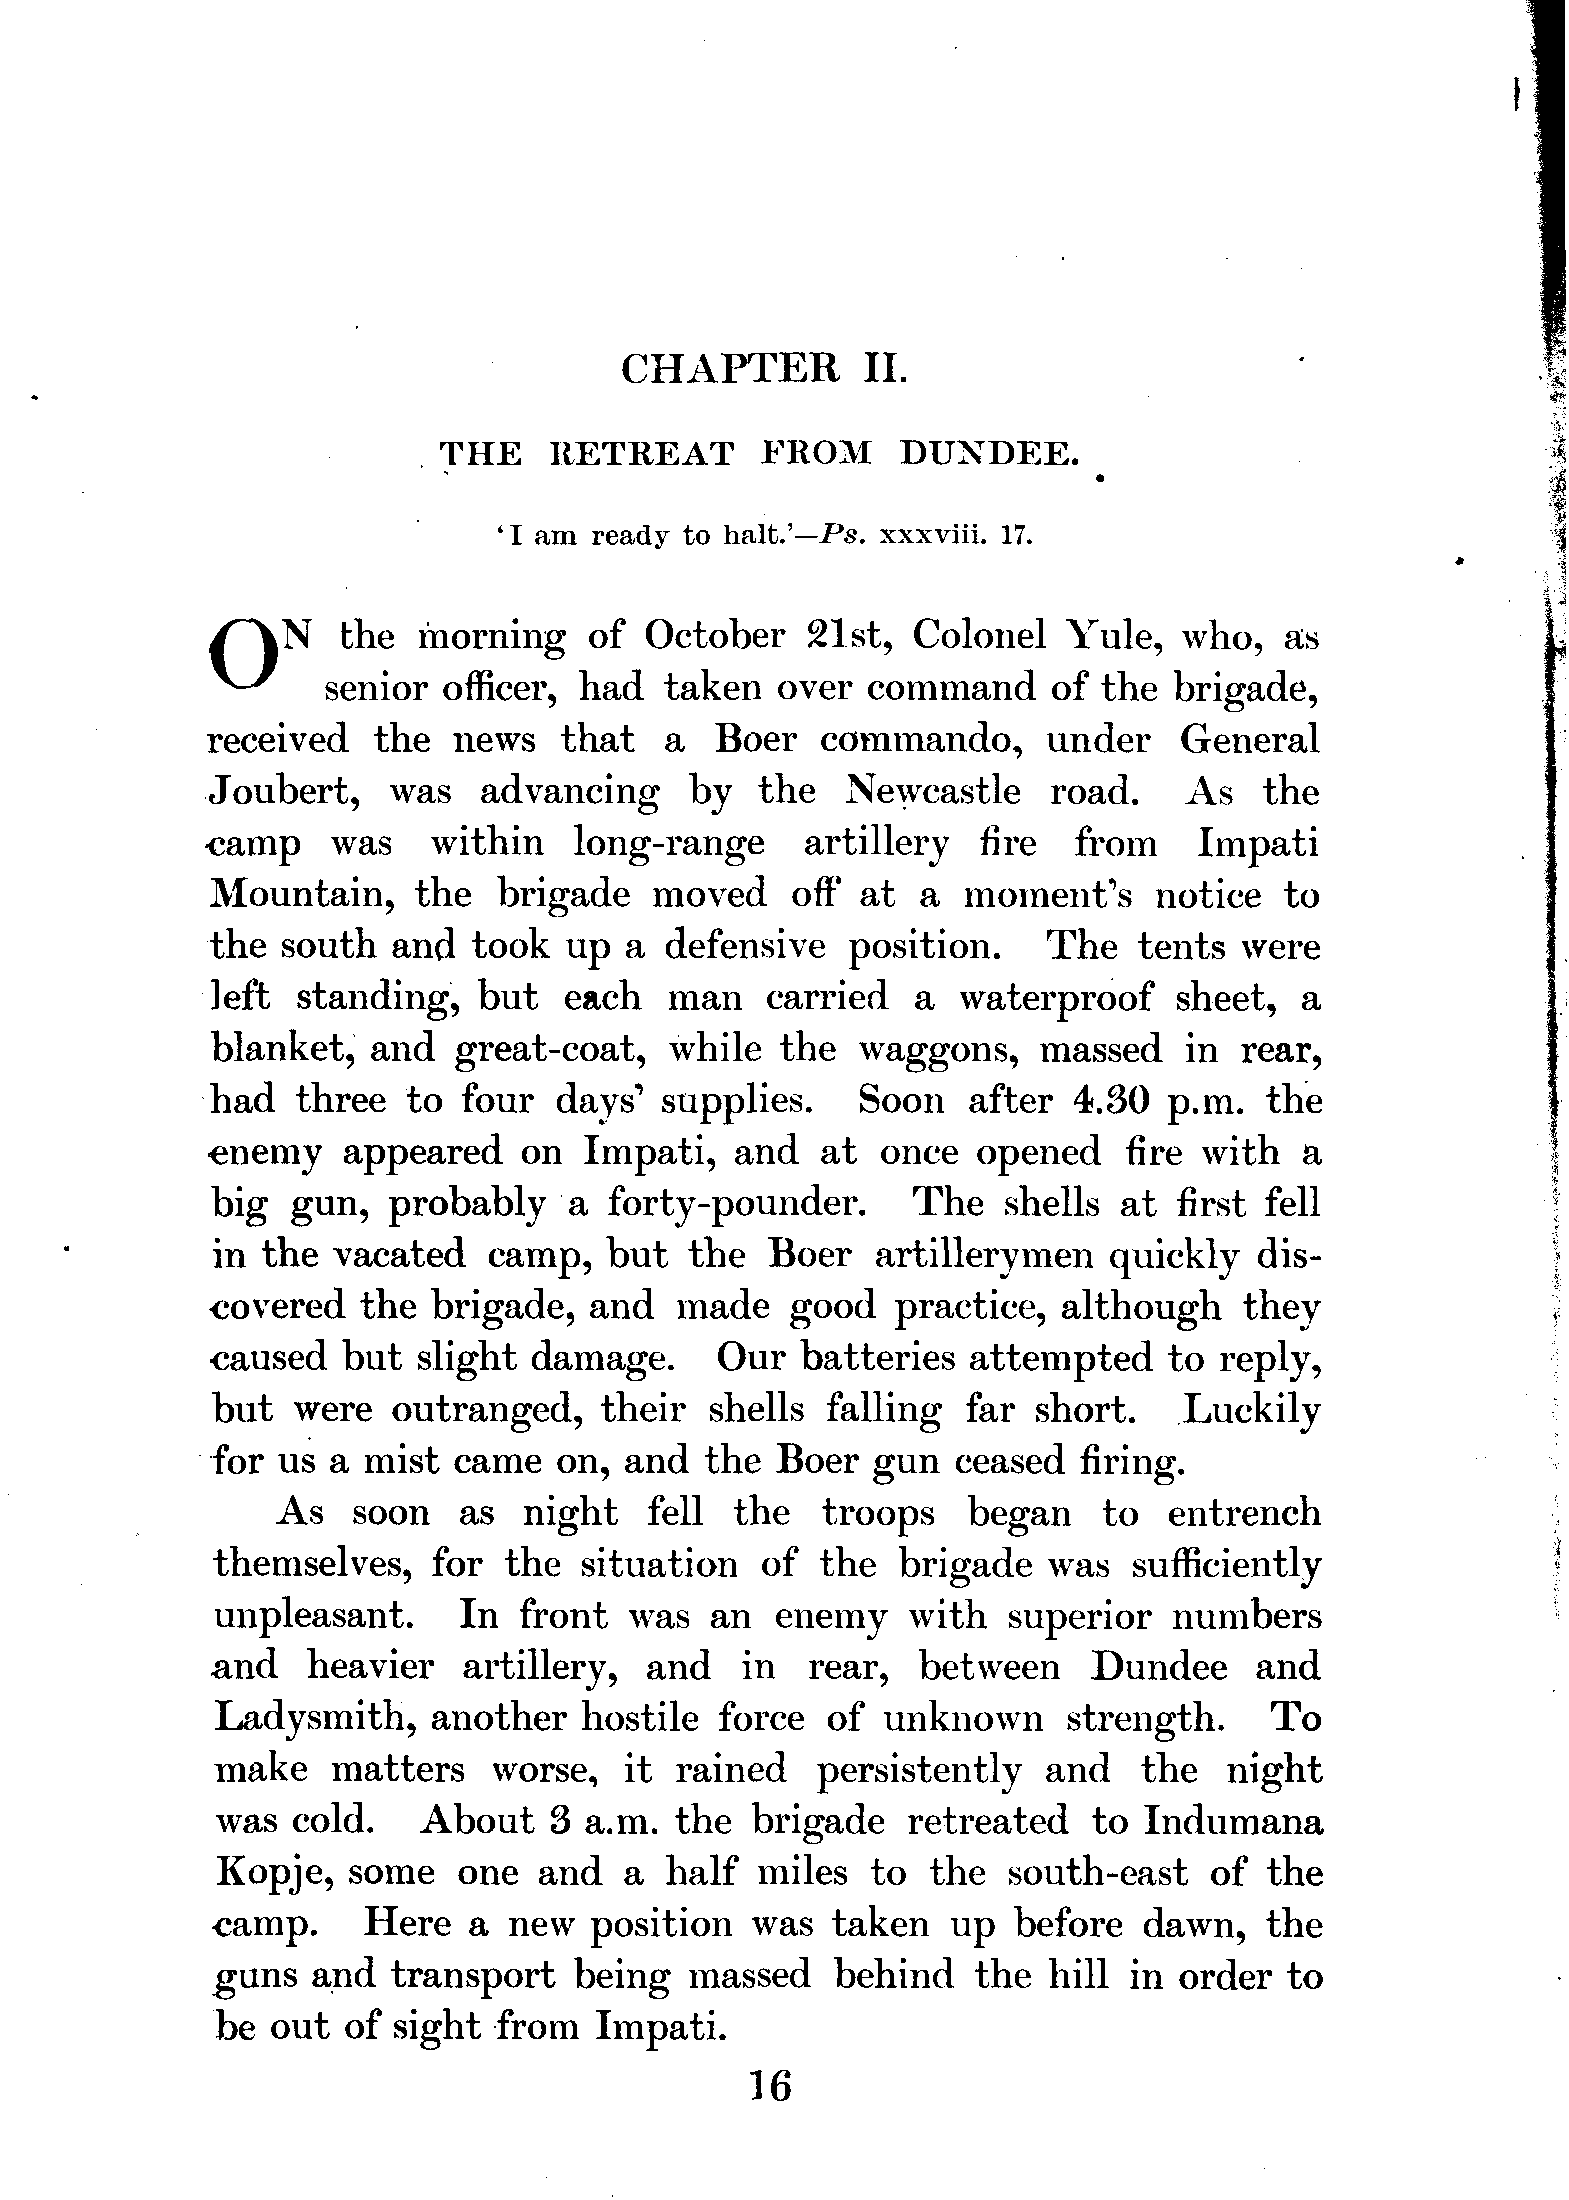 CHAPTER II.
THE RETREAT FROM DUNDEE.
‘I am ready to halt.’—Ps. xxxviii. 17.
ON the morning of October 21st, Colonel Yule, who, as
senior officer, had taken over command of the brigade,
received the news that a Boer commando, under General
Joubert, was advancing by the Newcastle road. As the
camp was within long-range artillery fire from Impati
Mountain, the brigade moved off at a moment’s notice to
the south and took up a defensive position. The tents were
left standing, but each man carried a waterproof sheet, a
blanket, and great-coat, while the waggons, massed in rear,
had three to four days’ supplies. Soon after 4.30 p.m. the
enemy appeared on Impati, and at once opened fire with a
big gun, probably a forty-pounder. The shells at first fell
in the vacated camp, but the Boer artillerymen quickly dis-
covered the brigade, and made good practice, although they
caused but slight damage. Our batteries attempted to reply,
but were outranged, their shells falling far short. Luckily
for us a mist came on, and the Boer gun ceased firing.
As soon as night fell the troops began to entrench
themselves, for the situation of the brigade was sufficiently
unpleasant. In front was an enemy with superior numbers
and heavier artillery, and in rear, between Dundee and
Ladysmith, another hostile force of unknown strength. To
make matters worse, it rained persistently and the night
was cold. About 3 a.m. the brigade retreated to Indumana
Kopje, some one and a half miles to the south-east of the
camp. Here a new position was taken up before dawn, the
guns and transport being massed behind the hill in order to
be out of sight from Impati.
16